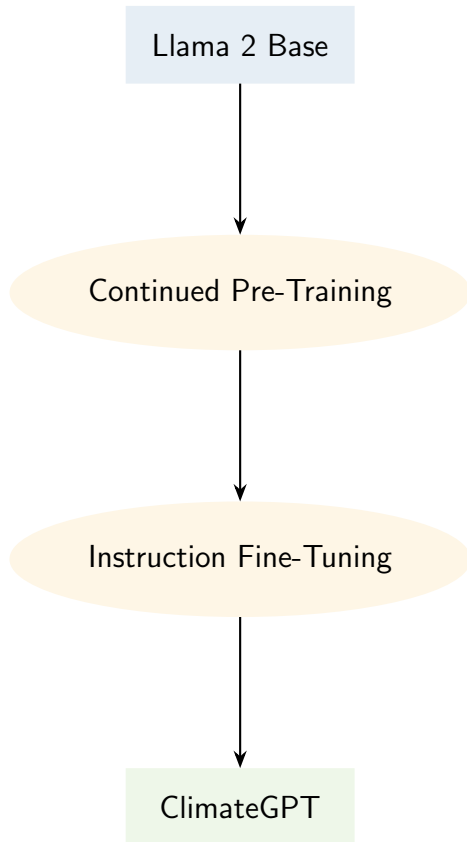 Llama 2 Base
Continued Pre-Training
Instruction Fine-Tuning
ClimateGPT